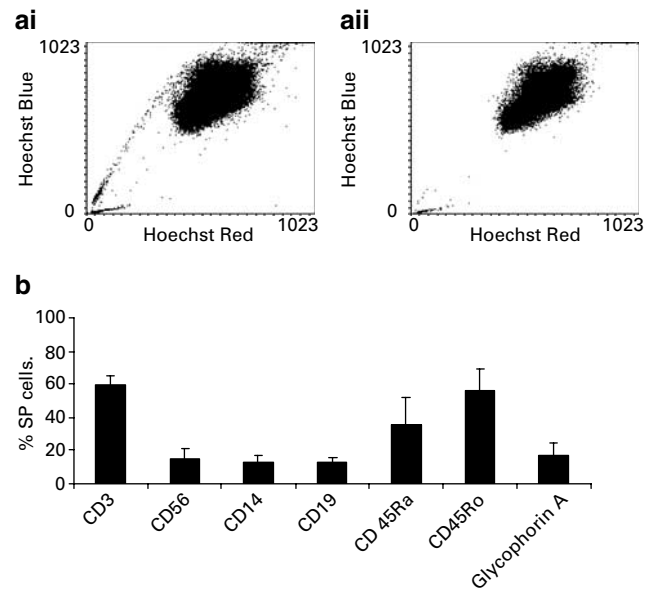 ai
aii
1023
Hoechst Blue
0
0
1023
Hoechst Red
1023
Hoechst Blue
0
0
1023
Hoechst Red
b
% SP cells.
100
80
60
40
20
0
CD3
CD56
CD14
CD19
CD 45Ra
CD45Ro
Glycophorin A